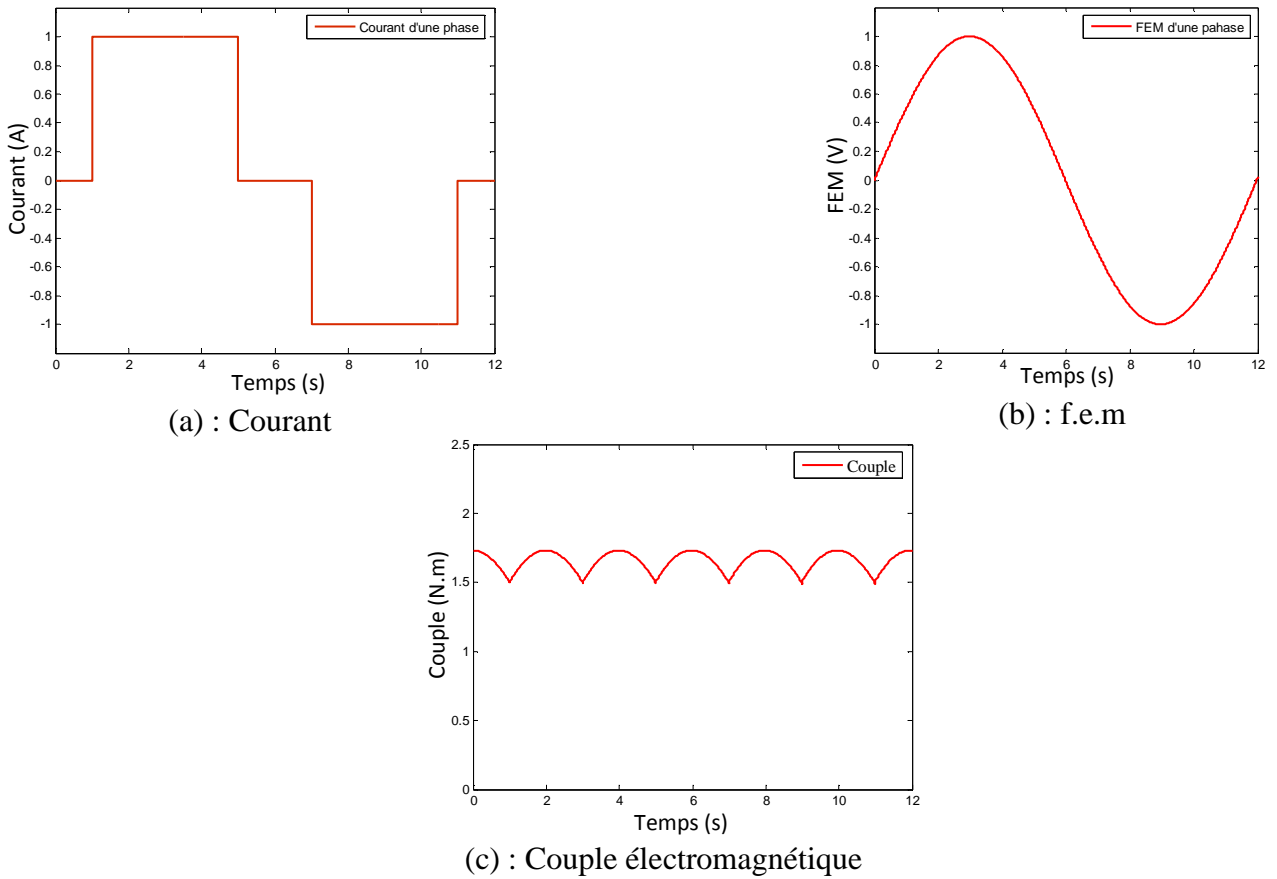 Courant d'une phase
1
0.8
0.6
0.4
0.2
0
-0.2
-0.4
-0.6
-0.8
-1
Courant (A)
0 2 4 6 8 10 12
Temps (s)
(a) : Courant
FEM d'une pahase
1
0.8
0.6
0.4
0.2
0
-0.2
-0.4
-0.6
-0.8
-1
FEM (V)
0 2 4 6 8 10 12
Temps (s)
(b) : f.e.m
Couple
2.5
2
1.5
1
0.5
0
Couple (N.m)
0 2 4 6 8 10 12
Temps (s)
(c) : Couple électromagnétique